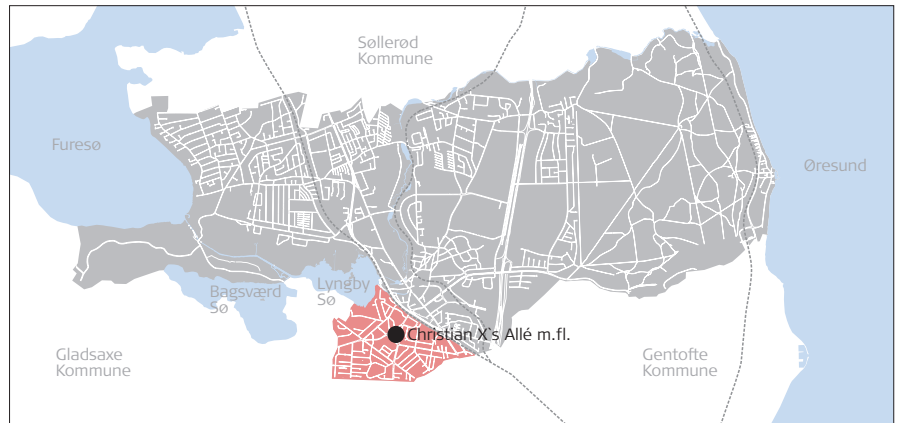 Søllerød
Kommune
Furesø
Øresund
Bagsværd
Sø
Lyngby
Sø
Christian X`s Allé m.fl.
Gladsaxe
Kommune
Gentofte
Kommune